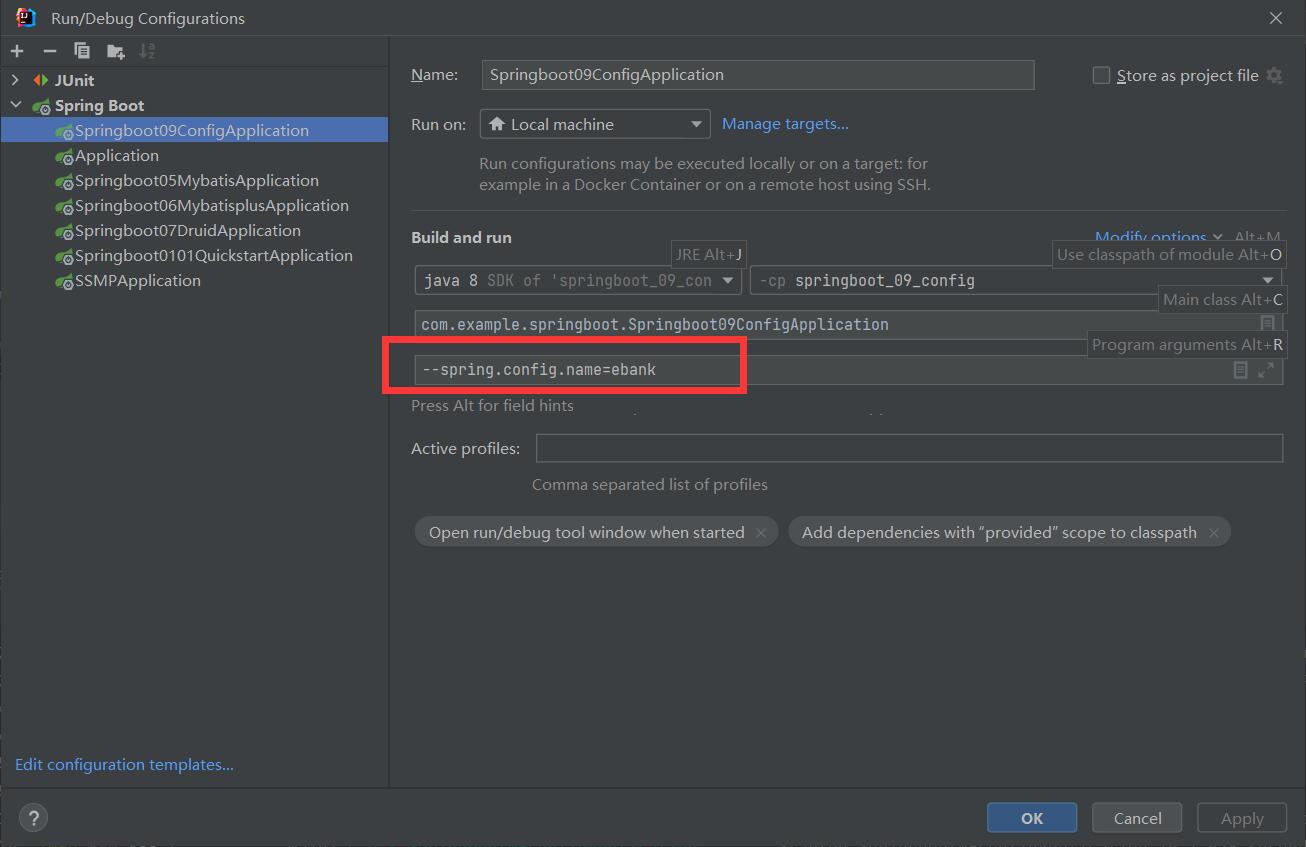 Run/Debug Configurations
JUnit
Spring Boot
Springboot09ConfigApplication
Application
Springboot05MybatisApplication
Springboot06MybatisplusApplication
Springboot07DruidApplication
Springboot0101QuickstartApplication
SSMPApplication
Edit configuration templates...
Name: Springboot09ConfigApplication
Store as project file
Run on: Local machine
Manage targets...
Run configurations may be executed locally or on a target: for
example in a Docker Container or on a remote host using SSH.
Build and run
Modify options Alt+M
JRE Alt+J
Use classpath of module Alt+O
java 8 SDK of 'springboot_09_con
-cp springboot_09_config
Main class Alt+C
com.example.springboot.Springboot09ConfigApplication
Program arguments Alt+R
--spring.config.name=ebank
Press Alt for field hints
Active profiles:
Comma separated list of profiles
Open run/debug tool window when started
Add dependencies with “provided” scope to classpath
?
OK
Cancel
Apply